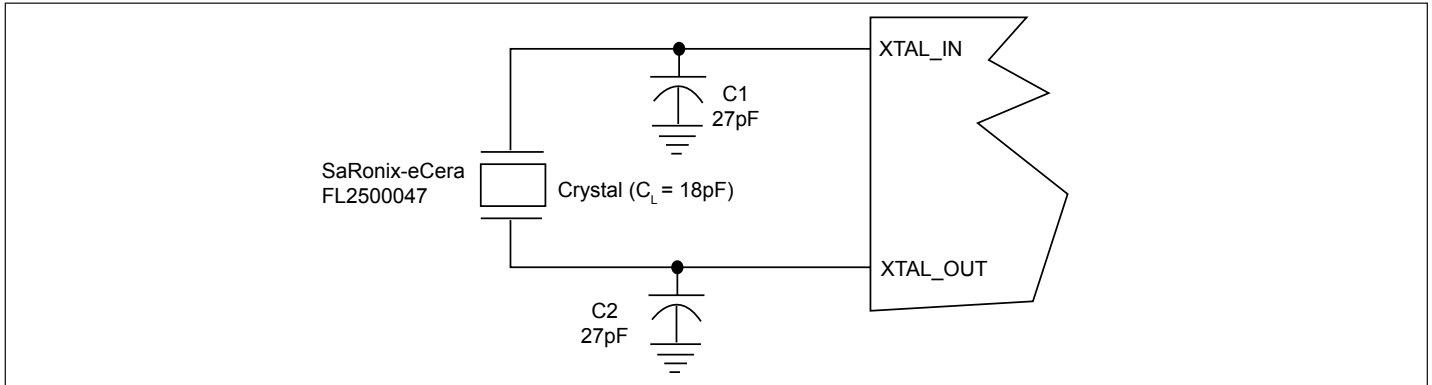 XTAL_IN
C1
27pF
SaRonix-eCera
FL2500047
Crystal (CL = 18pF)
XTAL_OUT
C2
27pF